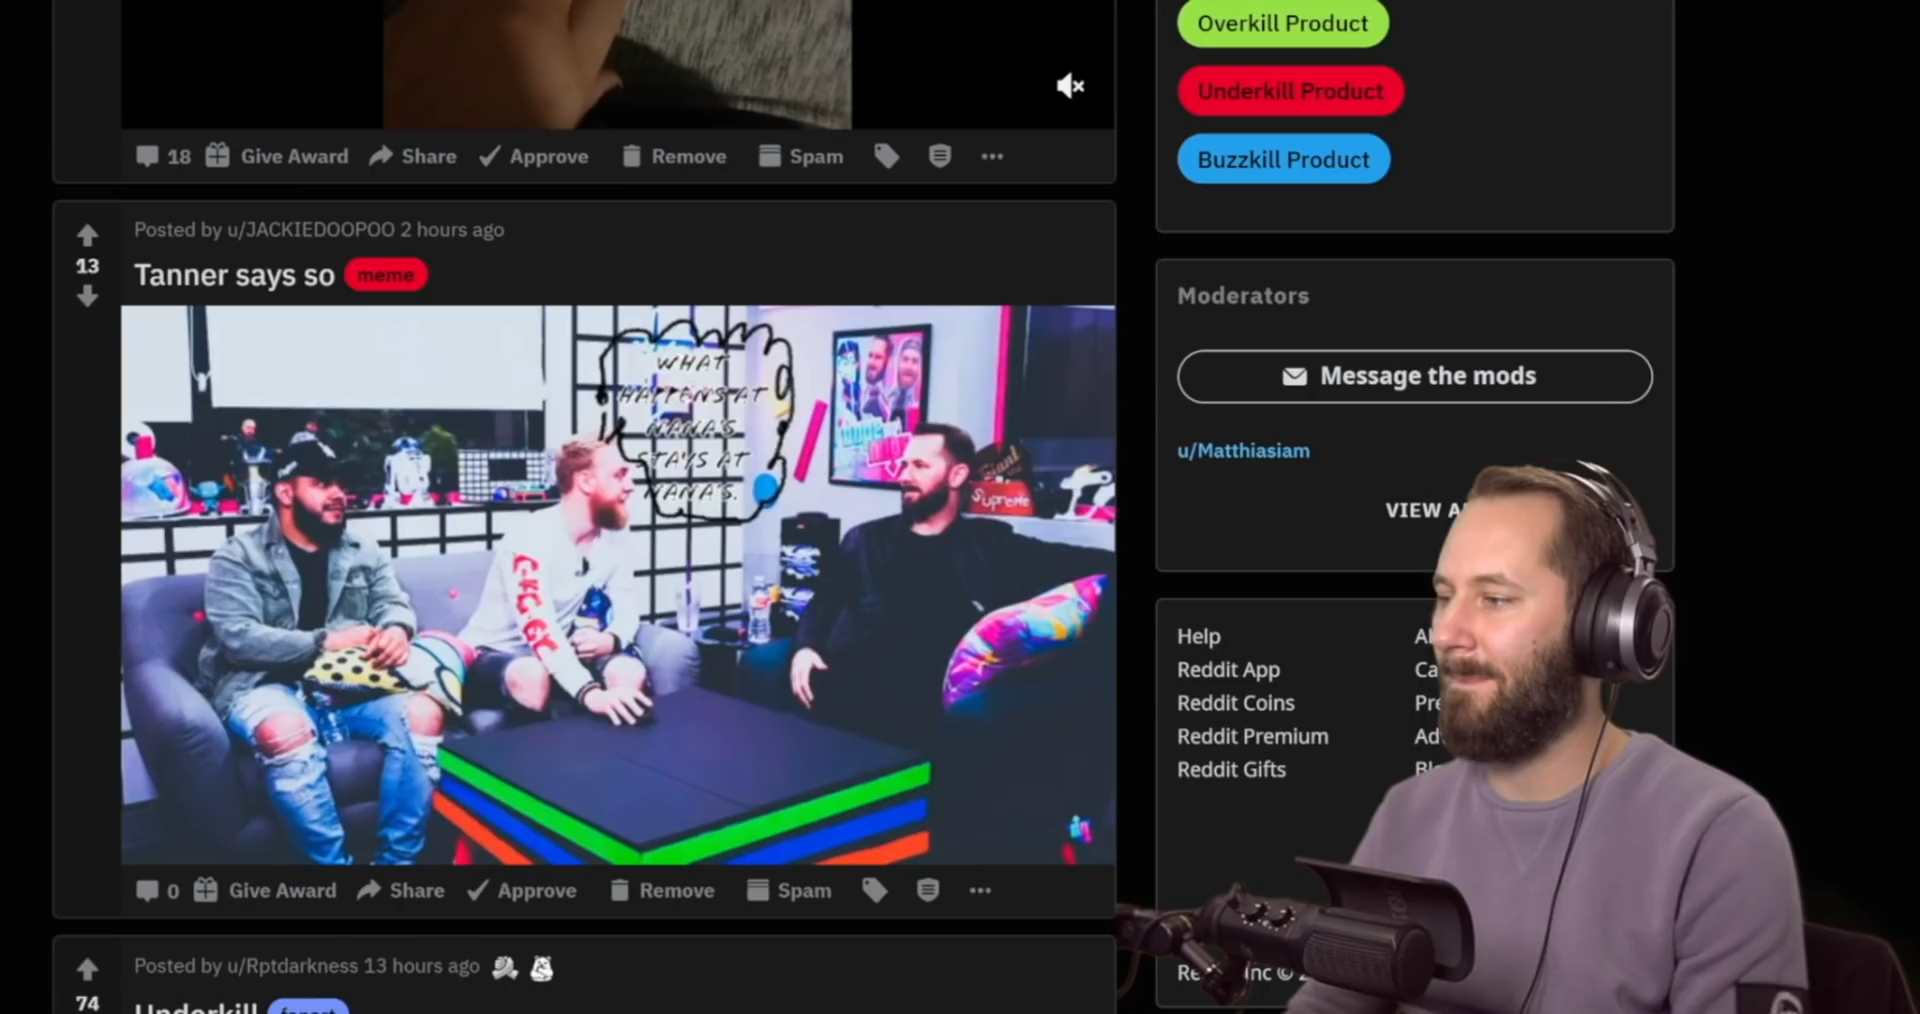 Overkill Product
Underkill Product
Buzzkill Product
18 Give Award Share Approve Remove Spam
Posted by u/JACKIEDOOPOO 2 hours ago
13
Tanner says so meme
WHAT
HAPPENS AT
NANA'S
STAYS AT
NANA'S.
Giant
Supreme
0 Give Award Share Approve Remove Spam
Posted by u/Rptdarkness 13 hours ago
74
Underkill
Moderators
Message the mods
u/Matthiasiam
VIEW
Help
Reddit App
Reddit Coins
Reddit Premium
Reddit Gifts